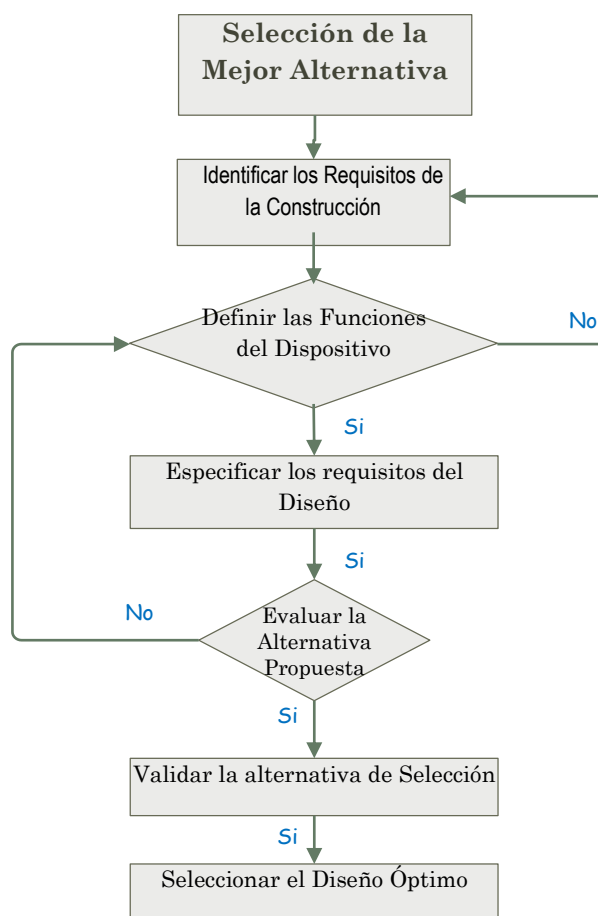 Selección de la
Mejor Alternativa
Identificar los Requisitos de
la Construcción
Definir las Funciones
del Dispositivo
No
Si
Especificar los requisitos del
Diseño
Si
No
Evaluar la
Alternativa
Propuesta
Si
Validar la alternativa de Selección
Si
Seleccionar el Diseño Óptimo